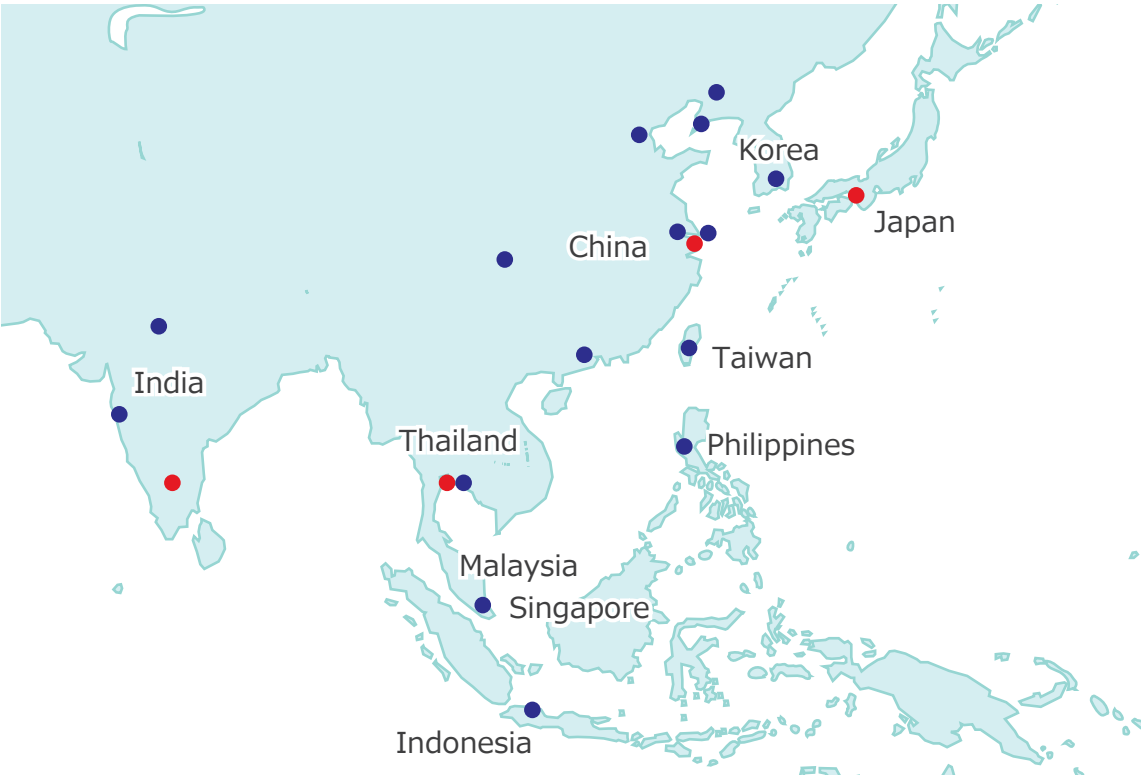 Korea
Japan
China
Taiwan
India
Thailand
Philippines
Malaysia
Singapore
Indonesia